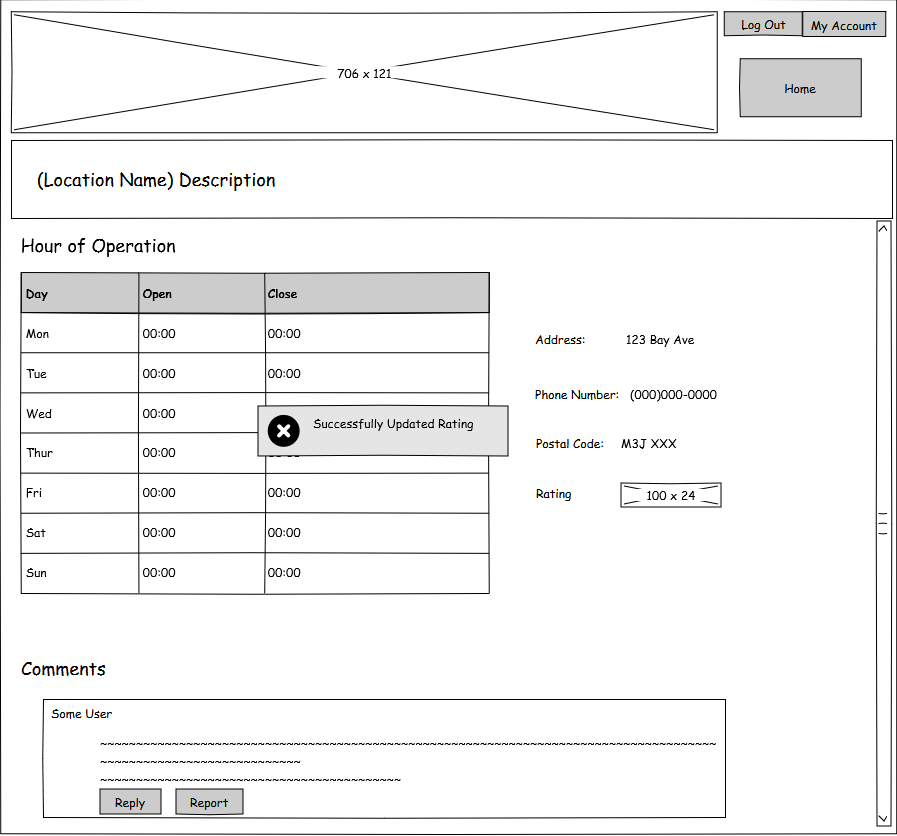 706 x 121
Log Out
My Account
Home
(Location Name) Description
Hour of Operation
Day Open Close
Mon 00:00 00:00
Tue 00:00 00:00
Wed 00:00
Thur 00:00
Fri 00:00 00:00
Sat 00:00 00:00
Sun 00:00 00:00
Successfully Updated Rating
Address: 123 Bay Ave
Phone Number: (000)000-0000
Postal Code: M3J XXX
Rating 100 x 24
Comments
Some User
Reply
Report